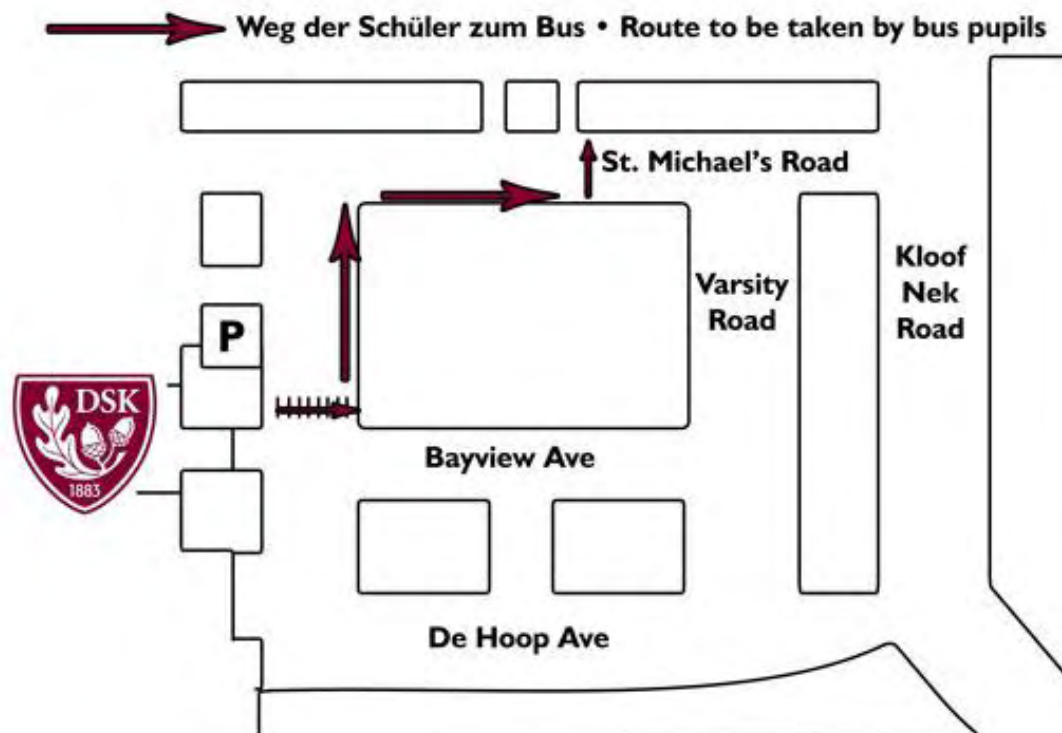 Weg der Schüler zum Bus • Route to be taken by bus pupils
St. Michael's Road
Kloof
Nek
Road
Varsity
Road
P
DSK
1883
Bayview Ave
De Hoop Ave